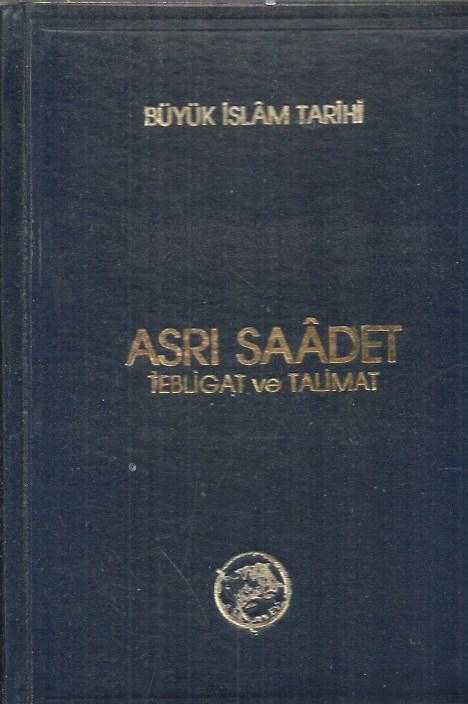 BÜYÜK İSLÂM TARİHİ
ASRI SAÂDET
TEBLİGAT ve TALİMAT